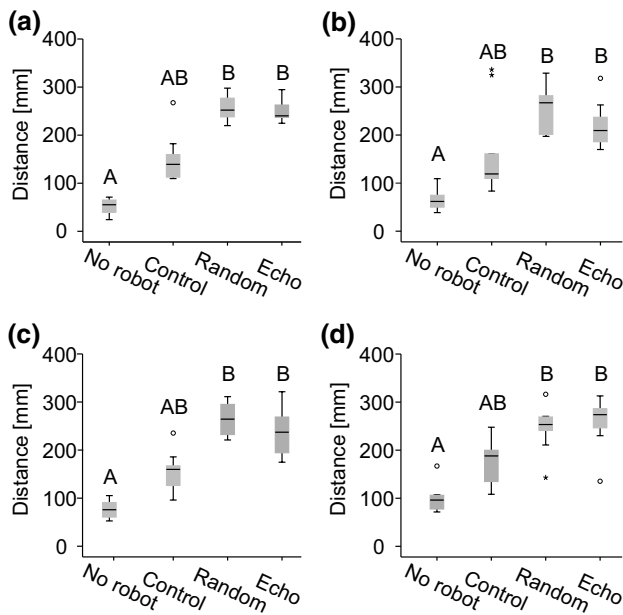 (a)
400
300
200
100
0
Distance [mm]
A
AB
B
B
No robot
Control
Random
Echo
(b)
400
300
200
100
0
Distance [mm]
A
AB
B
B
No robot
Control
Random
Echo
(c)
400
300
200
100
0
Distance [mm]
A
AB
B
B
No robot
Control
Random
Echo
(d)
400
300
200
100
0
Distance [mm]
A
AB
B
B
No robot
Control
Random
Echo